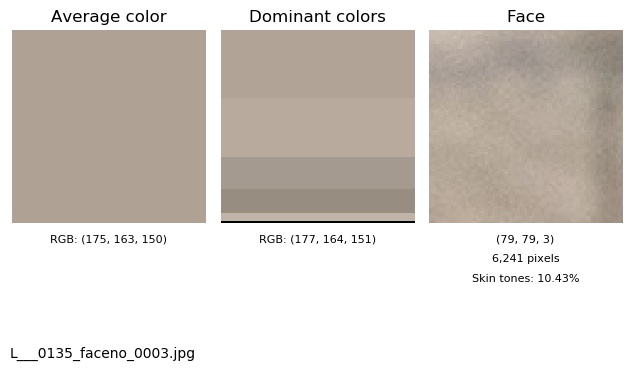 Average color
Dominant colors
Face
RGB: (175, 163, 150)
RGB: (177, 164, 151)
(79, 79, 3)
6,241 pixels
Skin tones: 10.43%
L___0135_faceno_0003.jpg